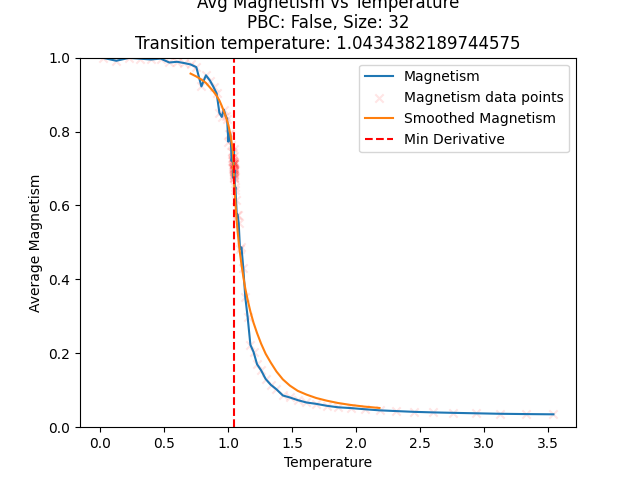 Avg Magnetism vs Temperature
PBC: False, Size: 32
Transition temperature: 1.0434382189744575
Magnetism
Magnetism data points
Smoothed Magnetism
Min Derivative
Average Magnetism
1.0
0.8
0.6
0.4
0.2
0.0
0.0 0.5 1.0 1.5 2.0 2.5 3.0 3.5
Temperature